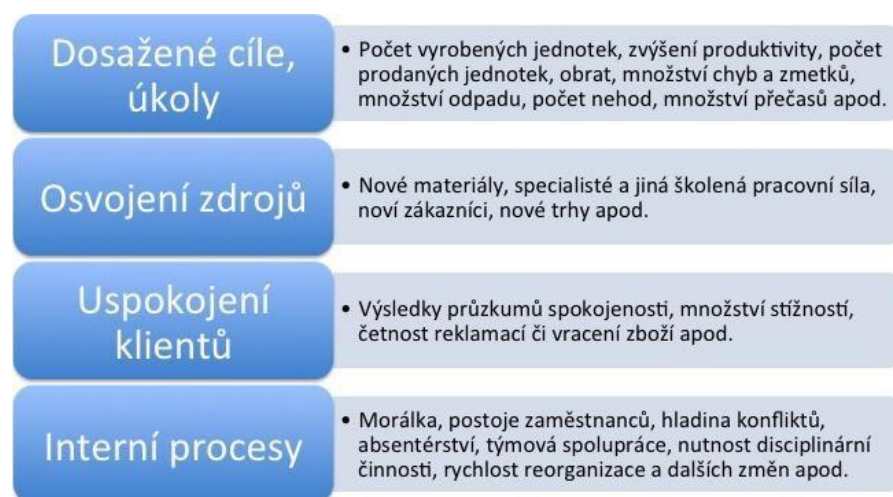 Dosažené cíle,
úkoly
• Počet vyrobených jednotek, zvýšení produktivity, počet
prodaných jednotek, obrat, množství chyb a zmetků,
množství odpadu, počet nehod, množství přečasů apod.
Osvojení zdrojů
• Nové materiály, specialisté a jiná školená pracovní síla,
noví zákazníci, nové trhy apod.
Uspokojení
klientů
• Výsledky průzkumů spokojenosti, množství stížností,
četnost reklamací či vracení zboží apod.
Interní procesy
• Morálka, postoje zaměstnanců, hladina konfliktů,
absentérství, týmová spolupráce, nutnost disciplinární
činnosti, rychlost reorganizace a dalších změn apod.